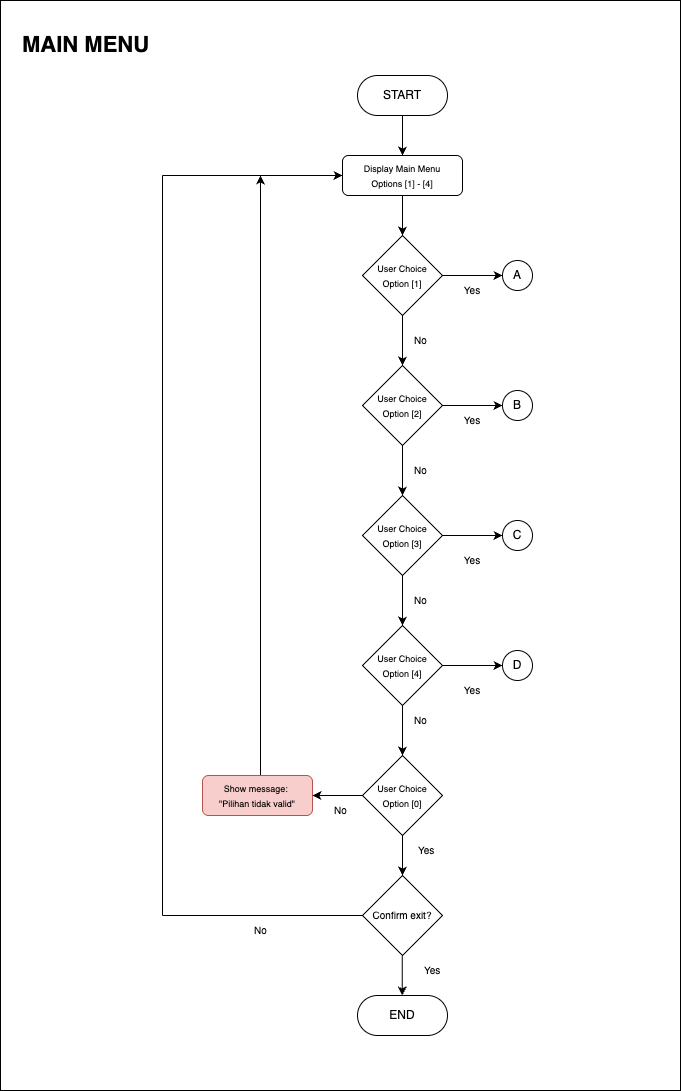 MAIN MENU
START
Display Main Menu
Options [1] - [4]
User Choice
Option [1]
Yes
A
No
User Choice
Option [2]
Yes
B
No
User Choice
Option [3]
Yes
C
No
User Choice
Option [4]
Yes
D
No
User Choice
Option [0]
No
Show message:
"Pilihan tidak valid"
Yes
Confirm exit?
No
Yes
END